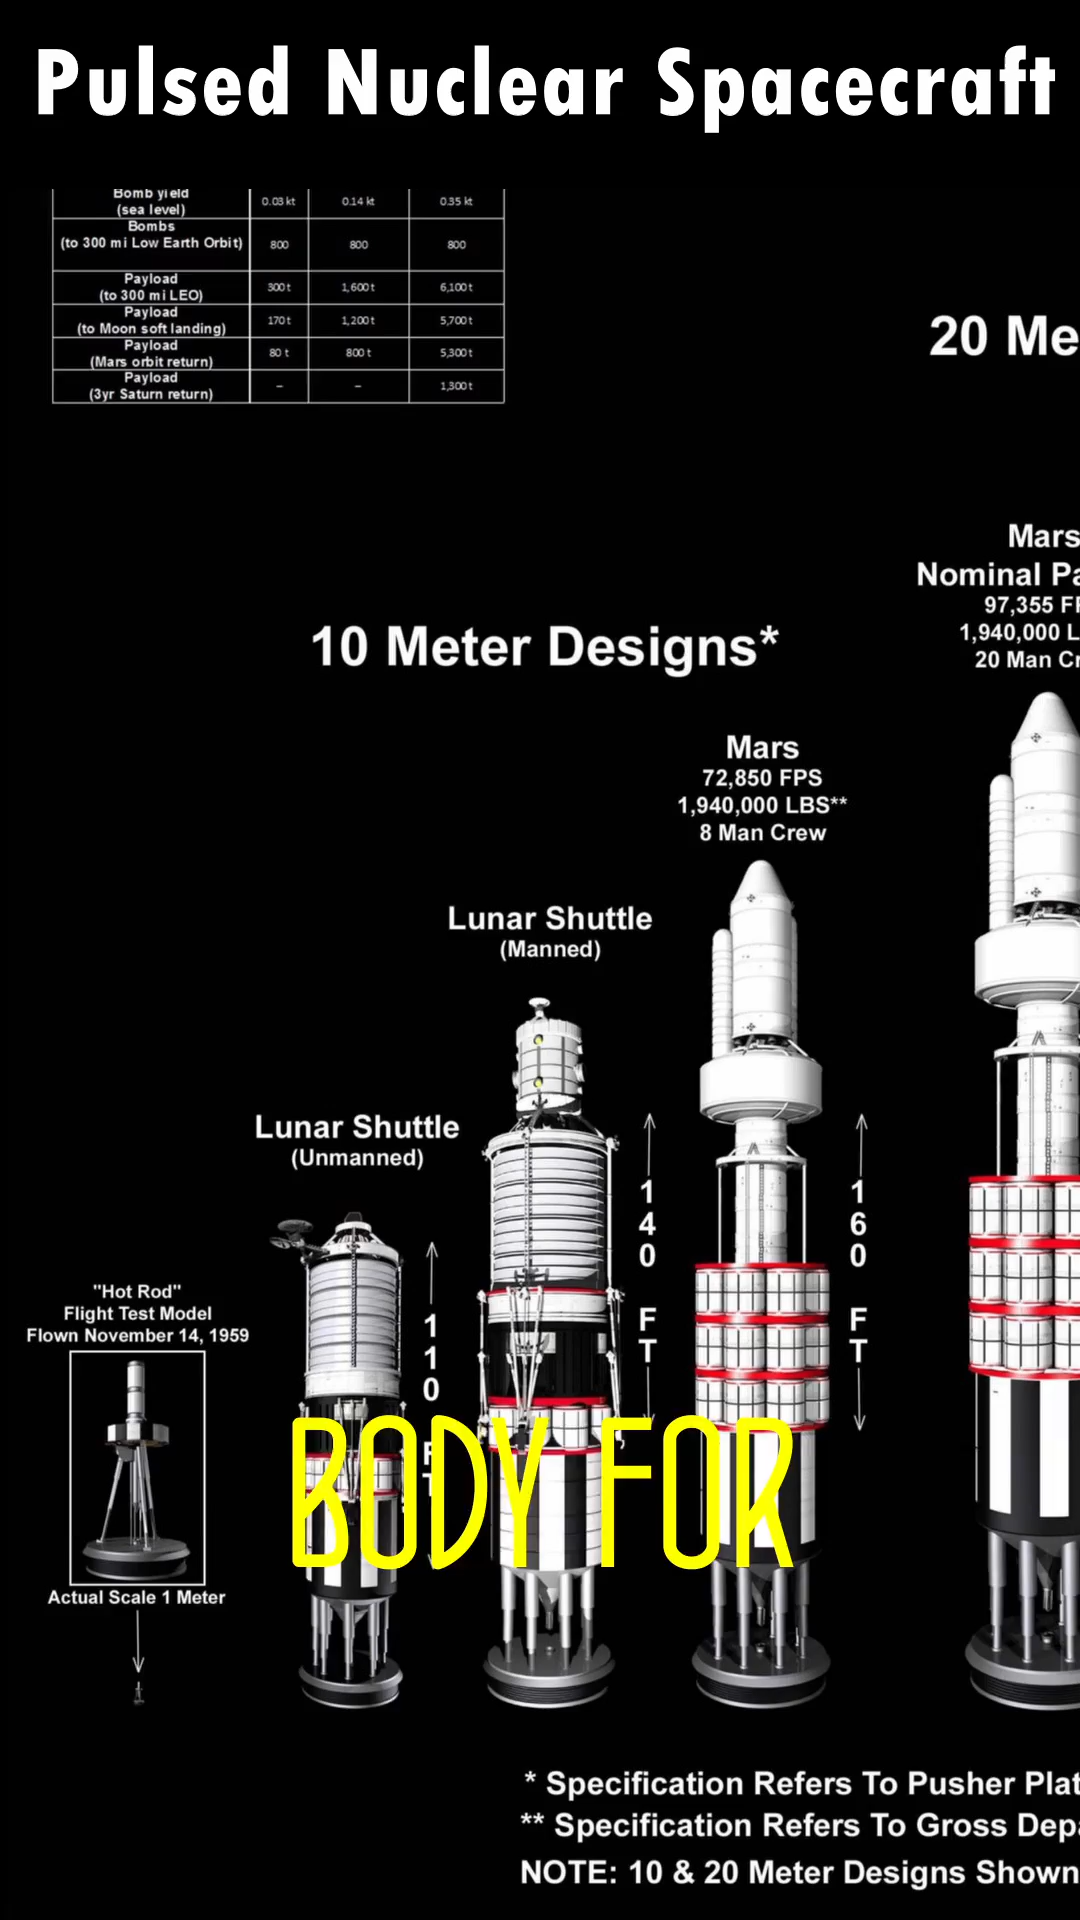 Pulsed Nuclear Spacecraft
Bomb yield
(sea level)
0.03 kt
0.14 kt
0.35 kt
Bombs
(to 300 mi Low Earth Orbit)
800
800
800
Payload
(to 300 mi LEO)
300 t
1,600 t
6,100 t
Payload
(to Moon soft landing)
170 t
1,200 t
5,700 t
Payload
(Mars orbit return)
80 t
800 t
5,300 t
Payload
(3yr Saturn return)
–
–
1,300 t
20 Me
Mars
Nominal Pa
97,355 FP
1,940,000 L
20 Man Cr
10 Meter Designs*
Mars
72,850 FPS
1,940,000 LBS**
8 Man Crew
Lunar Shuttle
(Manned)
Lunar Shuttle
(Unmanned)
140 FT
160 FT
110 FT
"Hot Rod"
Flight Test Model
Flown November 14, 1959
BODY FOR
Actual Scale 1 Meter
* Specification Refers To Pusher Plat
** Specification Refers To Gross Depa
NOTE: 10 & 20 Meter Designs Shown